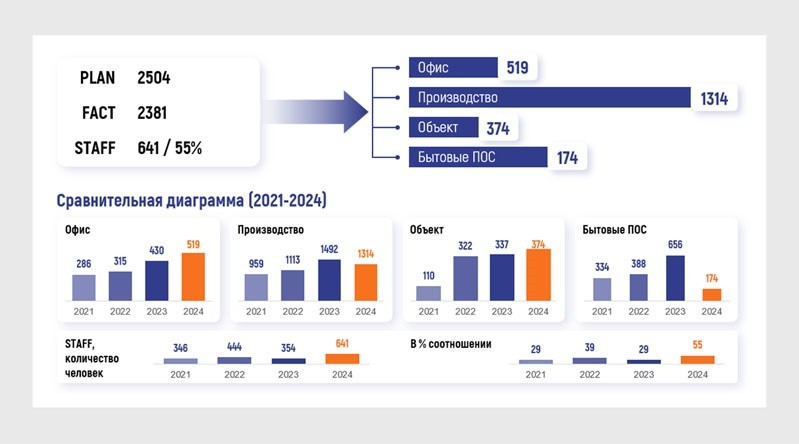 PLAN 2504
FACT 2381
STAFF 641 / 55%
Офис 519
Производство 1314
Объект 374
Бытовые ПОС 174
Сравнительная диаграмма (2021-2024)
Офис
286 315 430 519
2021 2022 2023 2024
Производство
959 1113 1492 1314
2021 2022 2023 2024
Объект
110 322 337 374
2021 2022 2023 2024
Бытовые ПОС
334 388 656 174
2021 2022 2023 2024
STAFF,
количество
человек
346 444 354 641
2021 2022 2023 2024
В % соотношении
29 39 29 55
2021 2022 2023 2024